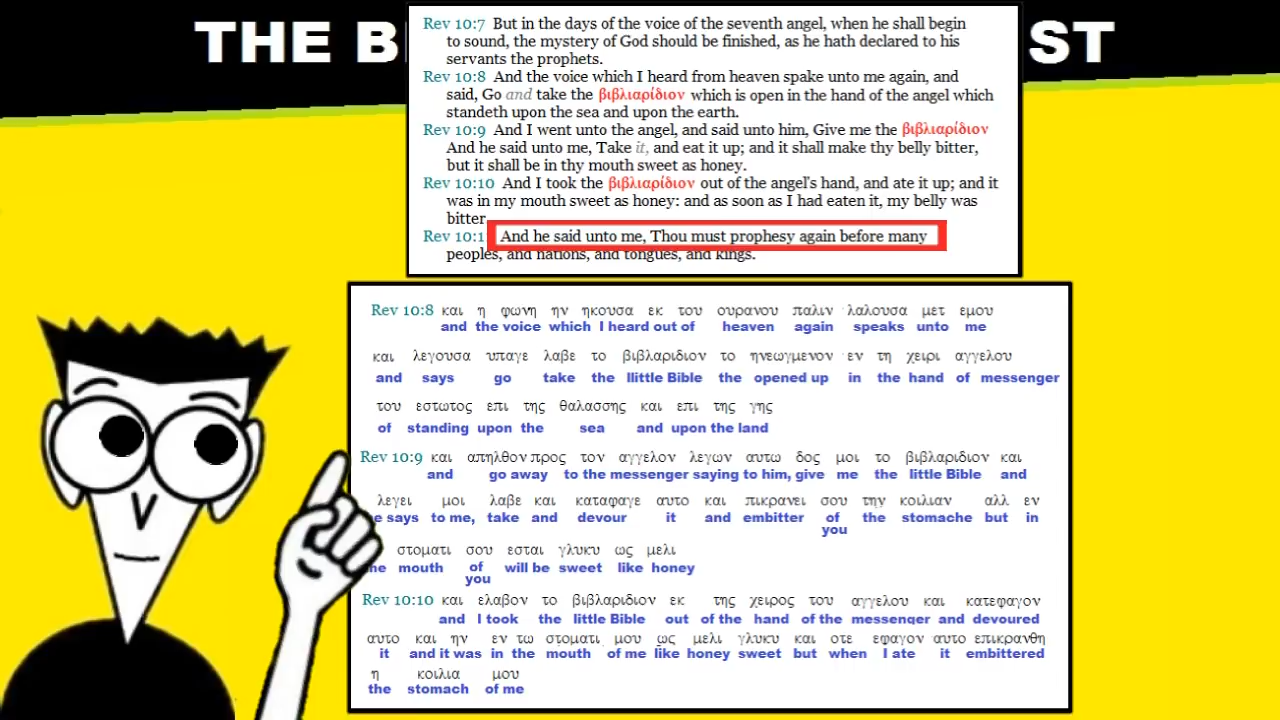 THE B ST
Rev 10:7 But in the days of the voice of the seventh angel, when he shall begin
to sound, the mystery of God should be finished, as he hath declared to his
servants the prophets.
Rev 10:8 And the voice which I heard from heaven spake unto me again, and
said, Go and take the βιβλιαρίδιον which is open in the hand of the angel which
standeth upon the sea and upon the earth.
Rev 10:9 And I went unto the angel, and said unto him, Give me the βιβλιαρίδιον
And he said unto me, Take it, and eat it up; and it shall make thy belly bitter,
but it shall be in thy mouth sweet as honey.
Rev 10:10 And I took the βιβλιαρίδιον out of the angel's hand, and ate it up; and it
was in my mouth sweet as honey: and as soon as I had eaten it, my belly was
bitter
Rev 10:1 And he said unto me, Thou must prophesy again before many
peoples, and nations, and tongues, and kings.
Rev 10:8 και η φωνη ην ηκουσα εκ του ουρανου παλιν λαλουσα μετ εμου
and the voice which I heard out of heaven again speaks unto me
και λεγουσα υπαγε λαβε το βιβλαριδιον το ηνεωγμενον εν τη χειρι αγγελου
and says go take the llittle Bible the opened up in the hand of messenger
του εστωτος επι της θαλασσης και επι της γης
of standing upon the sea and upon the land
Rev 10:9 και απηλθον προς τον αγγελον λεγων αυτω δος μοι το βιβλαριδιον και
and go away to the messenger saying to him, give me the little Bible and
λεγει μοι λαβε και καταφαγε αυτο και πικρανει σου την κοιλιαν αλλ εν
e says to me, take and devour it and embitter of the stomache but in
you
στοματι σου εσται γλυκυ ως μελι
he mouth of will be sweet like honey
you
Rev 10:10 και ελαβον το βιβλαριδιον εκ της χειρος του αγγελου και κατεφαγον
and I took the little Bible out of the hand of the messenger and devoured
αυτο και ην εν τω στοματι μου ως μελι γλυκυ και οτε εφαγον αυτο επικρανθη
it and it was in the mouth of me like honey sweet but when I ate it embittered
η κοιλια μου
the stomach of me